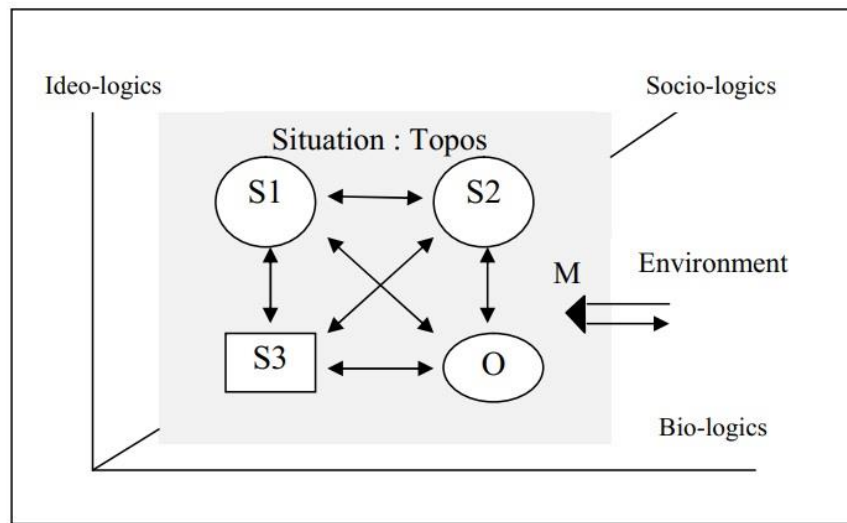 Ideo-logics
Socio-logics
Situation : Topos
S1
S2
M
Environment
S3
O
Bio-logics